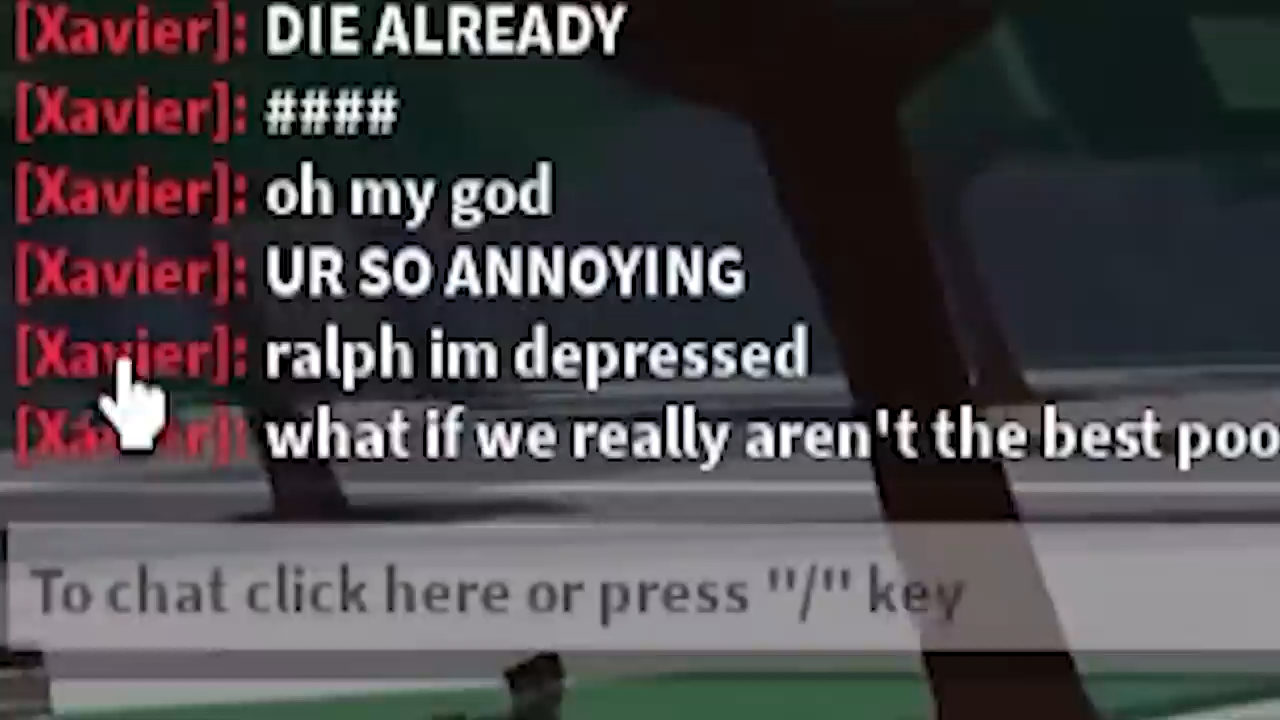 [Xavier]: DIE ALREADY
[Xavier]: ####
[Xavier]: oh my god
[Xavier]: UR SO ANNOYING
[Xavier]: ralph im depressed
[Xavier]: what if we really aren't the best poo
To chat click here or press "/" key